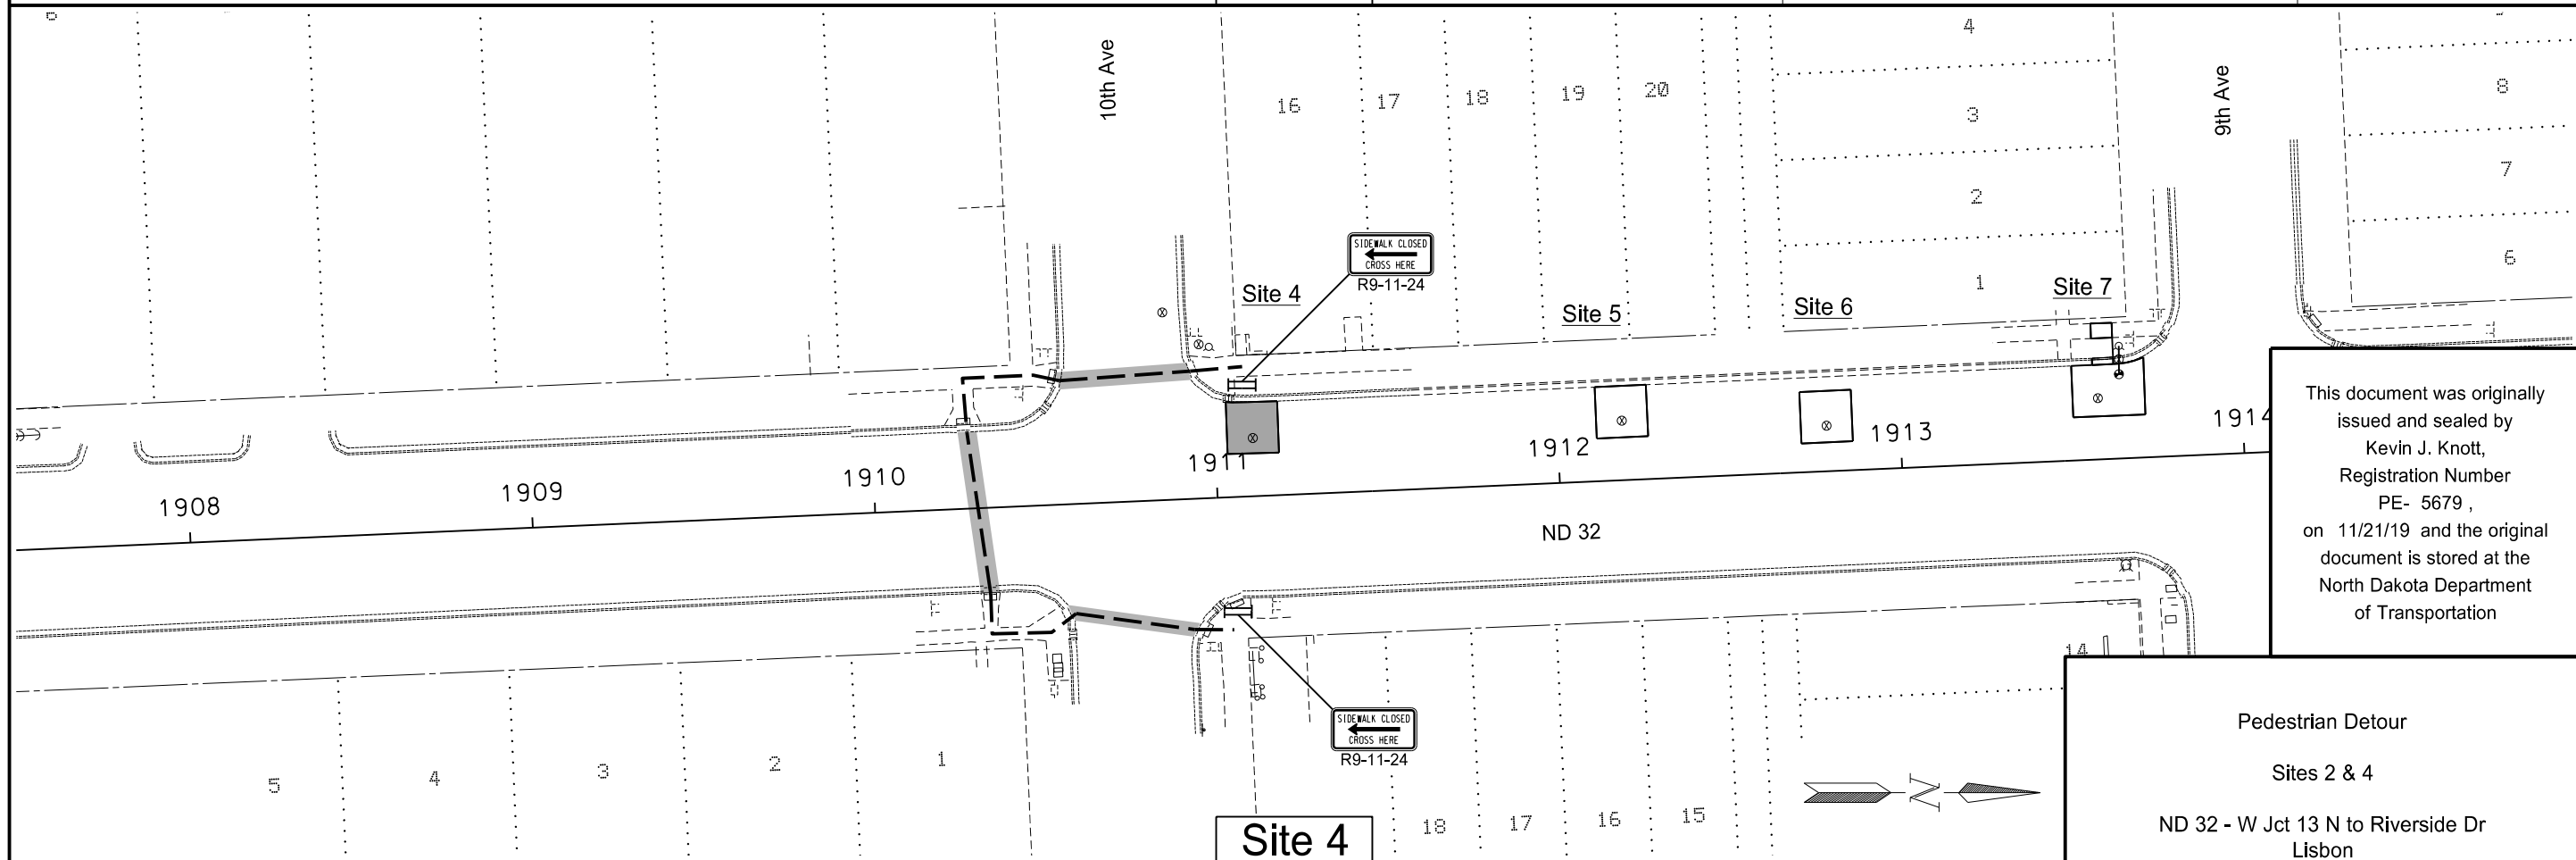 10th Ave
16
17
18
19
20
4
3
2
1
9th Ave
8
7
6
SIDEWALK CLOSED
CROSS HERE
R9-11-24
Site 4
Site 5
Site 6
Site 7
1908
1909
1910
1911
1912
1913
1914
ND 32
This document was originally
issued and sealed by
Kevin J. Knott,
Registration Number
PE- 5679 ,
on 11/21/19 and the original
document is stored at the
North Dakota Department
of Transportation
5
4
3
2
1
SIDEWALK CLOSED
CROSS HERE
R9-11-24
18
17
16
15
14
N
Site 4
Pedestrian Detour
Sites 2 & 4
ND 32 - W Jct 13 N to Riverside Dr
Lisbon